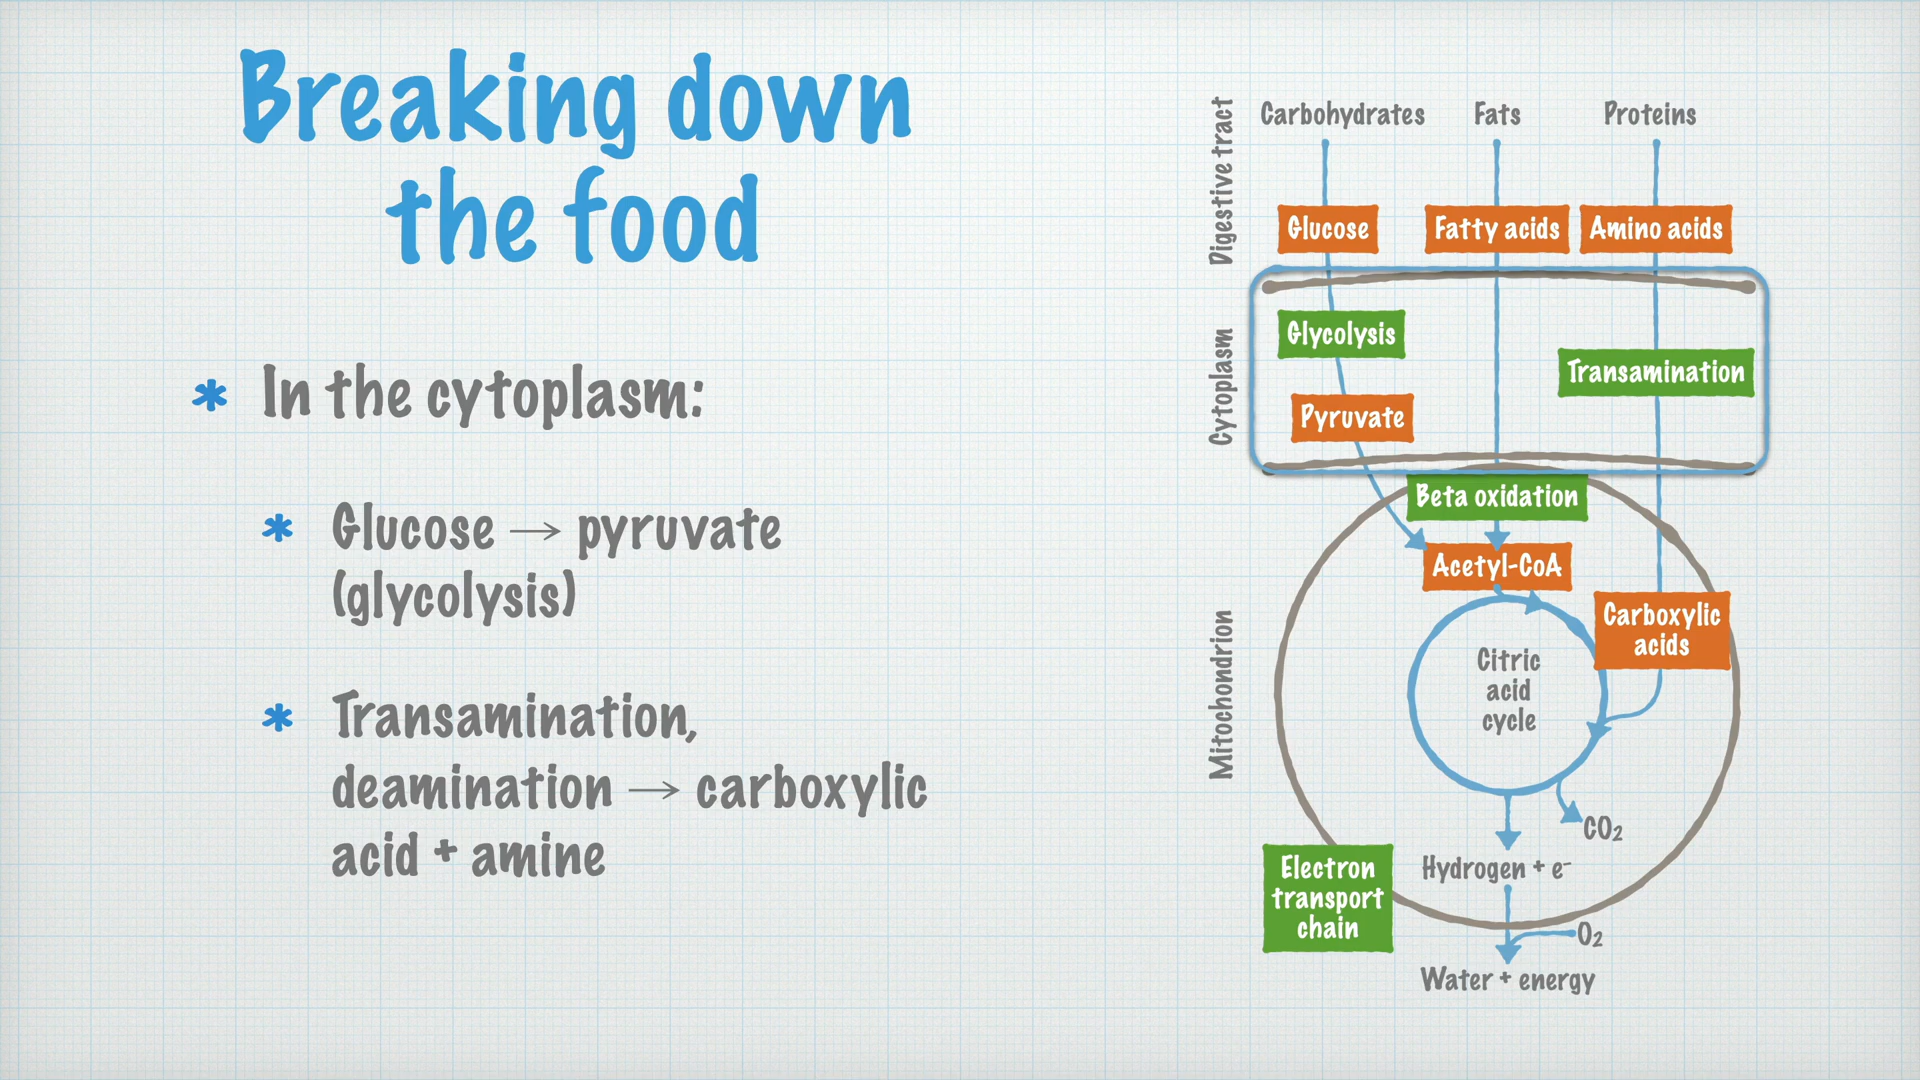 Breaking down
the food
* In the cytoplasm:
* Glucose → pyruvate
(glycolysis)
* Transamination,
deamination → carboxylic
acid + amine
Digestive tract
Carbohydrates Fats Proteins
Glucose Fatty acids Amino acids
Cytoplasm
Glycolysis
Transamination
Pyruvate
Beta oxidation
Acetyl-CoA
Mitochondrion
Carboxylic
acids
Citric
acid
cycle
CO₂
Hydrogen + e⁻
Electron
transport
chain
O₂
Water + energy